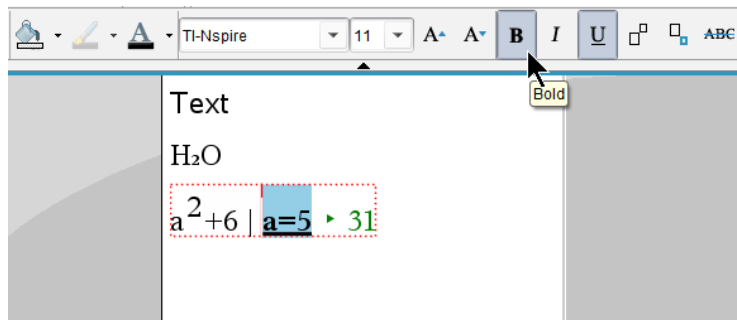 TI-Nspire 11 A A B I U ABC
Bold
Text
H₂O
a²+6 | a=5 ▸ 31